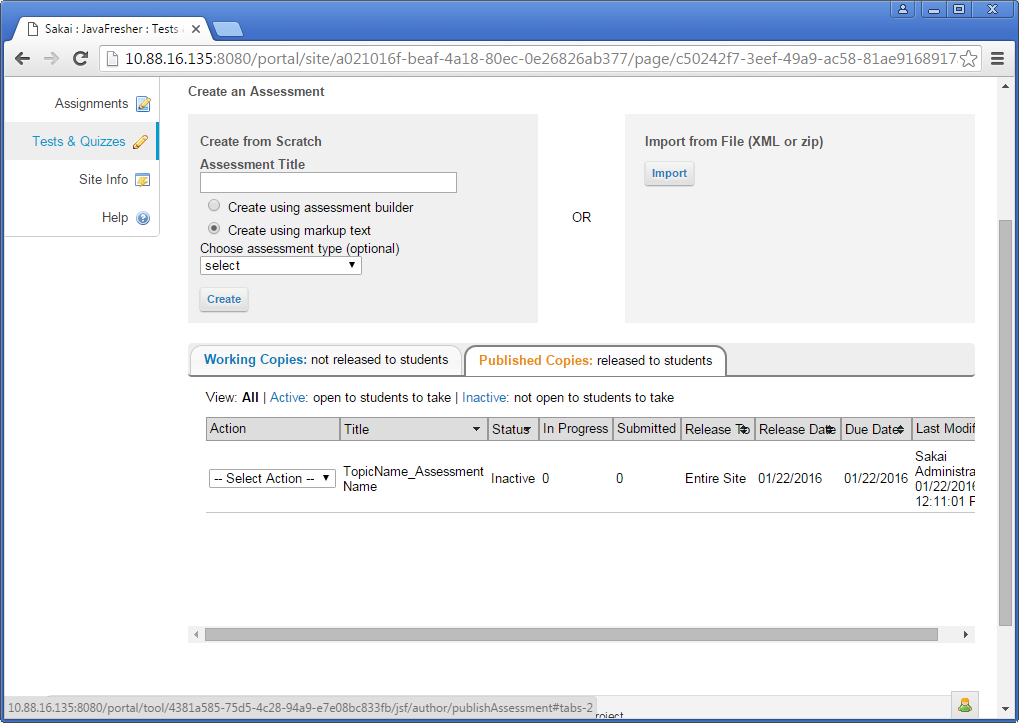 Sakai : JavaFresher : Tests
10.88.16.135:8080/portal/site/a021016f-beaf-4a18-80ec-0e26826ab377/page/c50242f7-3eef-49a9-ac58-81ae9168917
Assignments
Tests & Quizzes
Site Info
Help
Create an Assessment
Create from Scratch
Assessment Title
Create using assessment builder
Create using markup text
Choose assessment type (optional)
select
Create
OR
Import from File (XML or zip)
Import
Working Copies: not released to students
Published Copies: released to students
View: All | Active: open to students to take | Inactive: not open to students to take
Action Title Status In Progress Submitted Release To Release Date Due Date Last Modif
-- Select Action -- TopicName_Assessment Name Inactive 0 0 Entire Site 01/22/2016 01/22/2016
Sakai
Administra
01/22/2016
12:11:01 P
10.88.16.135:8080/portal/tool/4381a585-75d5-4c28-94a9-e7e08bc833fb/jsf/author/publishAssessment#tabs-2
roject